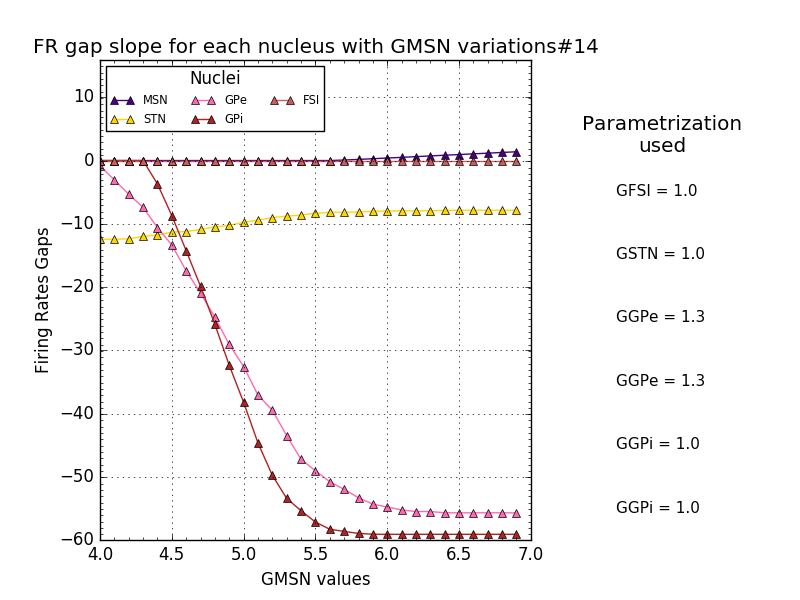 FR gap slope for each nucleus with GMSN variations#14
Nuclei
MSN GPe FSI
STN GPi
10
0
−10
−20
−30
−40
−50
−60
Firing Rates Gaps
4.0 4.5 5.0 5.5 6.0 6.5 7.0
GMSN values
Parametrization
used
GFSI = 1.0
GSTN = 1.0
GGPe = 1.3
GGPe = 1.3
GGPi = 1.0
GGPi = 1.0